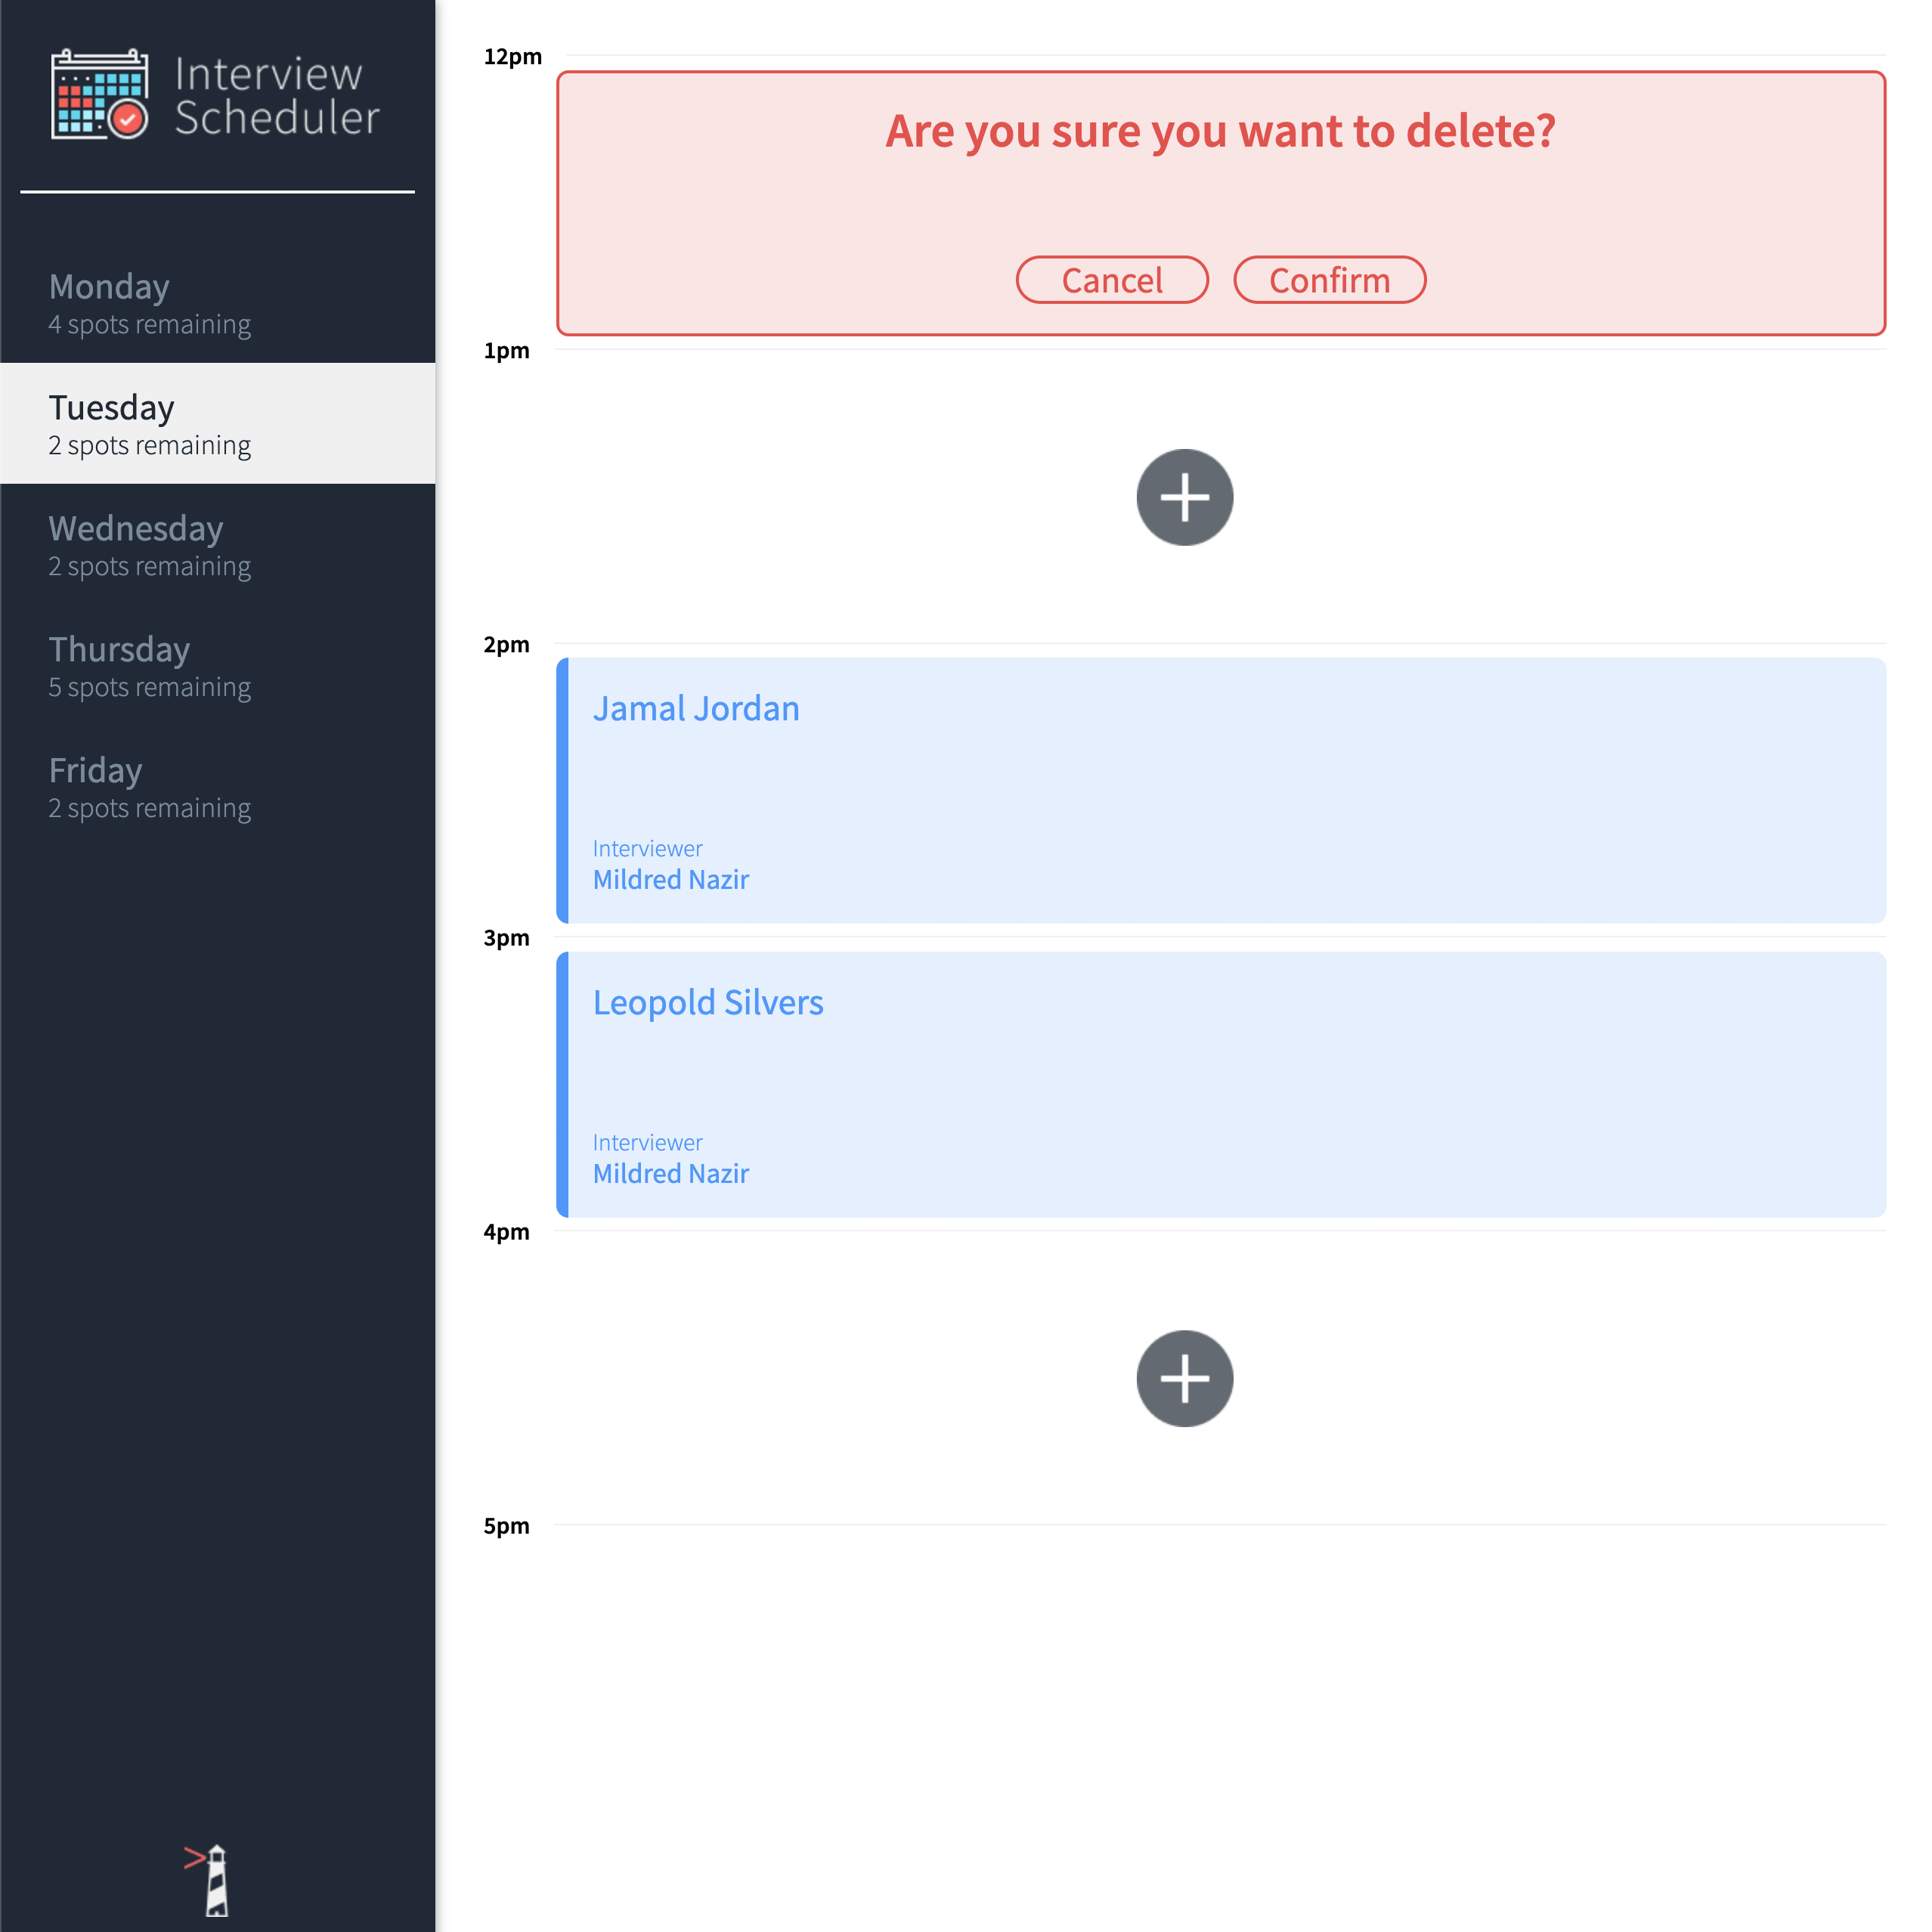 Interview
Scheduler
Monday
4 spots remaining
Tuesday
2 spots remaining
Wednesday
2 spots remaining
Thursday
5 spots remaining
Friday
2 spots remaining
12pm
Are you sure you want to delete?
Cancel Confirm
1pm
2pm
Jamal Jordan
Interviewer
Mildred Nazir
3pm
Leopold Silvers
Interviewer
Mildred Nazir
4pm
5pm